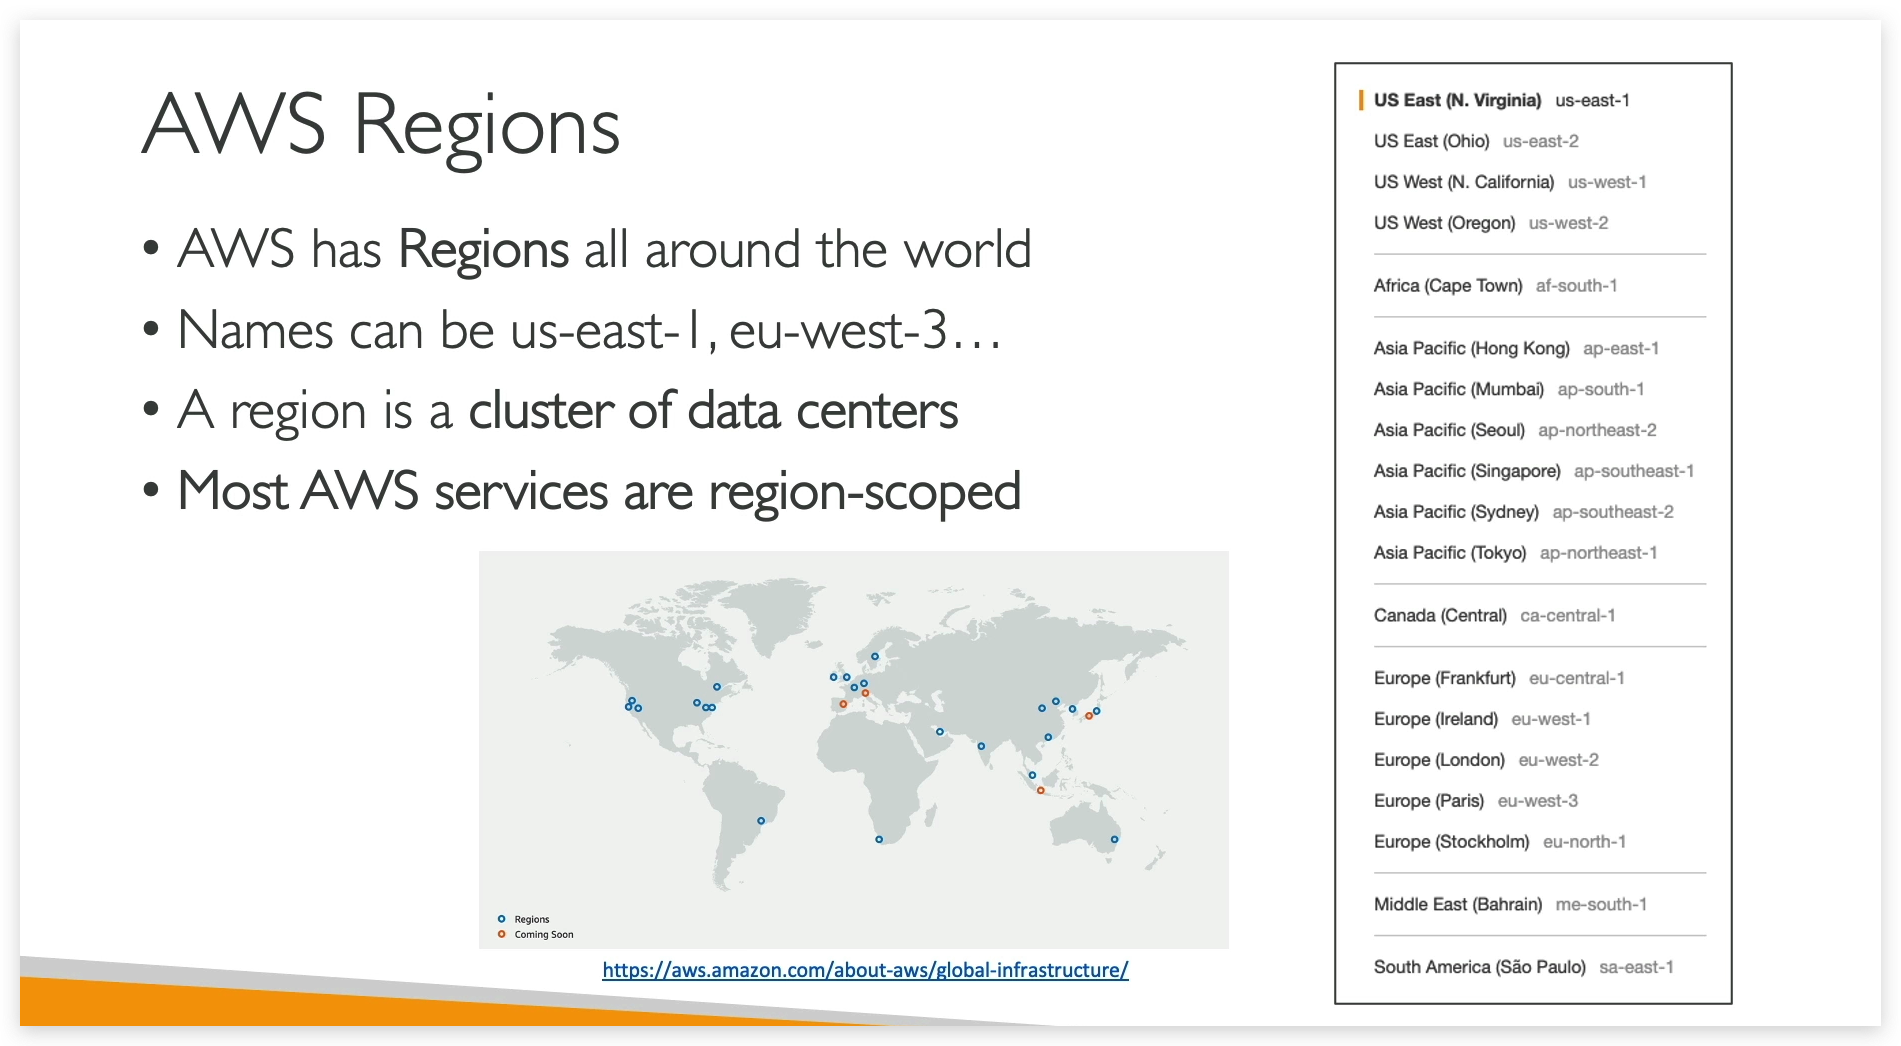 AWS Regions
• AWS has Regions all around the world
• Names can be us-east-1, eu-west-3…
• A region is a cluster of data centers
• Most AWS services are region-scoped
Regions
Coming Soon
https://aws.amazon.com/about-aws/global-infrastructure/
US East (N. Virginia) us-east-1
US East (Ohio) us-east-2
US West (N. California) us-west-1
US West (Oregon) us-west-2
Africa (Cape Town) af-south-1
Asia Pacific (Hong Kong) ap-east-1
Asia Pacific (Mumbai) ap-south-1
Asia Pacific (Seoul) ap-northeast-2
Asia Pacific (Singapore) ap-southeast-1
Asia Pacific (Sydney) ap-southeast-2
Asia Pacific (Tokyo) ap-northeast-1
Canada (Central) ca-central-1
Europe (Frankfurt) eu-central-1
Europe (Ireland) eu-west-1
Europe (London) eu-west-2
Europe (Paris) eu-west-3
Europe (Stockholm) eu-north-1
Middle East (Bahrain) me-south-1
South America (São Paulo) sa-east-1